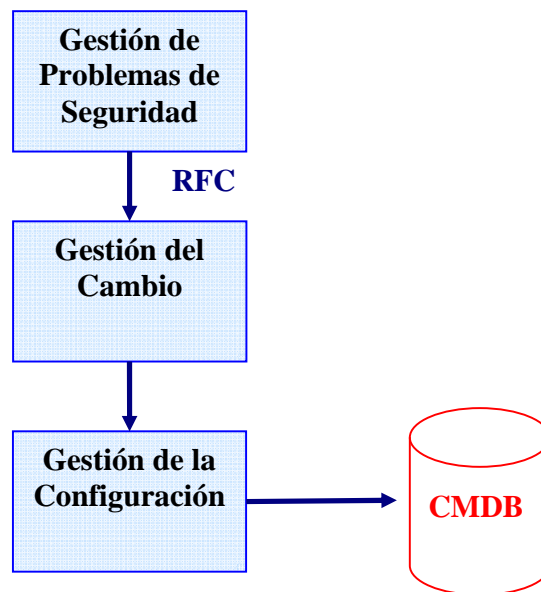 Gestión de
Problemas de
Seguridad
RFC
Gestión del
Cambio
Gestión de la
Configuración
CMDB